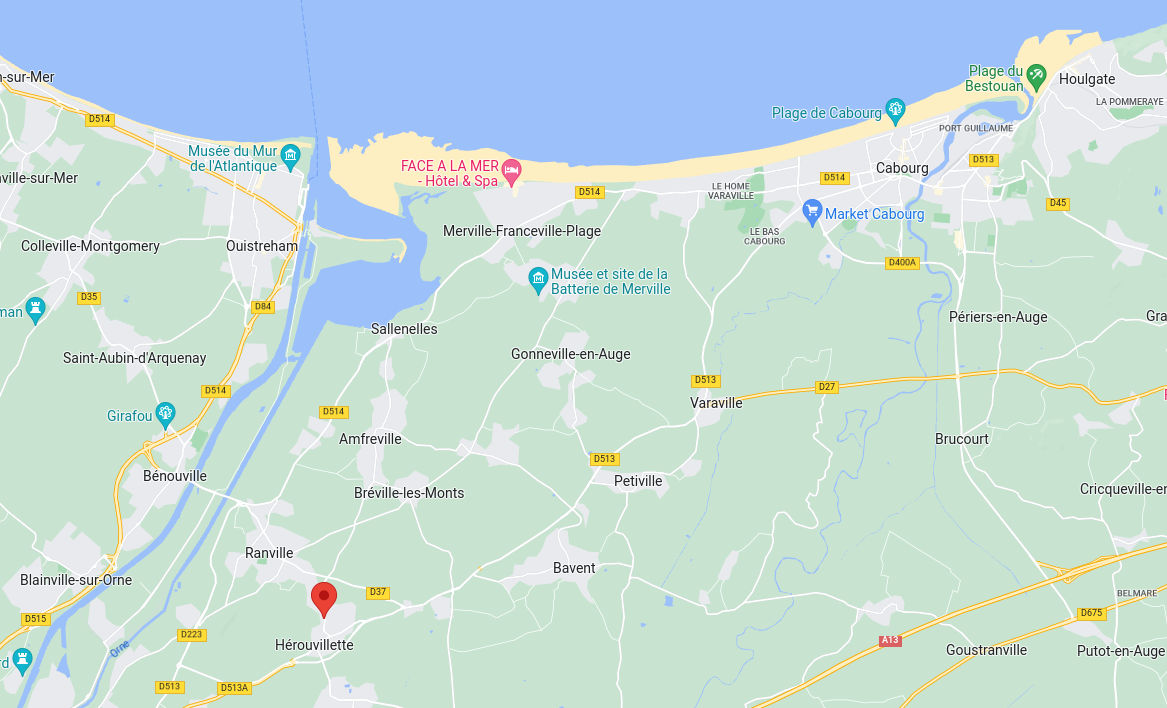 Plage du
Bestouan
Houlgate
n-sur-Mer
LA POMMERAYE
Plage de Cabourg
D514
PORT GUILLAUME
Musée du Mur
de l'Atlantique
FACE A LA MER
- Hôtel & Spa
D513
Cabourg
ville-sur-Mer
D514
D514
LE HOME
VARAVILLE
D45
Market Cabourg
Merville-Franceville-Plage
LE BAS
CABOURG
Colleville-Montgomery
Ouistreham
D400A
Musée et site de la
Batterie de Merville
D35
D84
man
Périers-en-Auge
Gra
Sallenelles
Saint-Aubin-d'Arquenay
Gonneville-en-Auge
D514
D513
D27
Varaville
D514
Girafou
Amfreville
Brucourt
D513
Bénouville
Petiville
Bréville-les-Monts
Cricqueville-en
Ranville
Bavent
Blainville-sur-Orne
D37
BELMARE
D515
D675
D223
A13
Orne
Hérouvillette
Goustranville
Putot-en-Auge
rd
D513
D513A